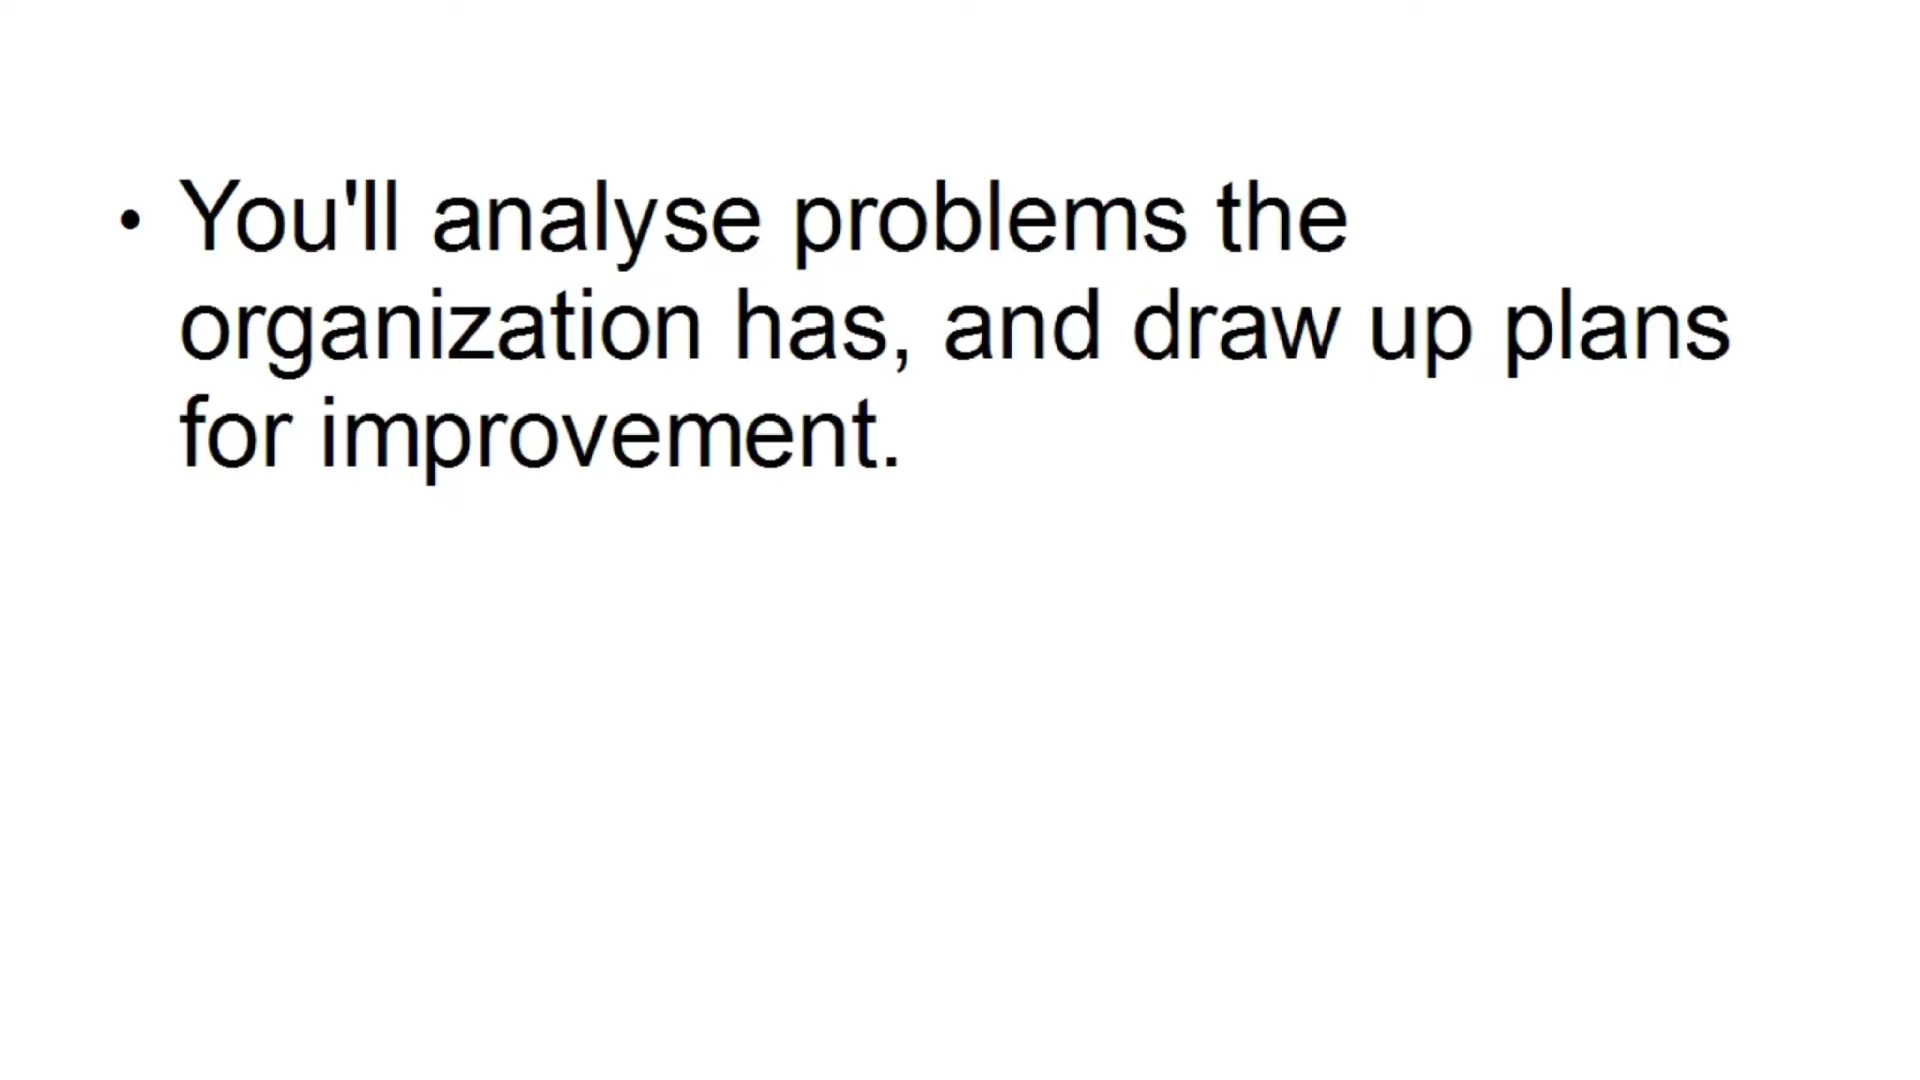 • You'll analyse problems the
organization has, and draw up plans
for improvement.